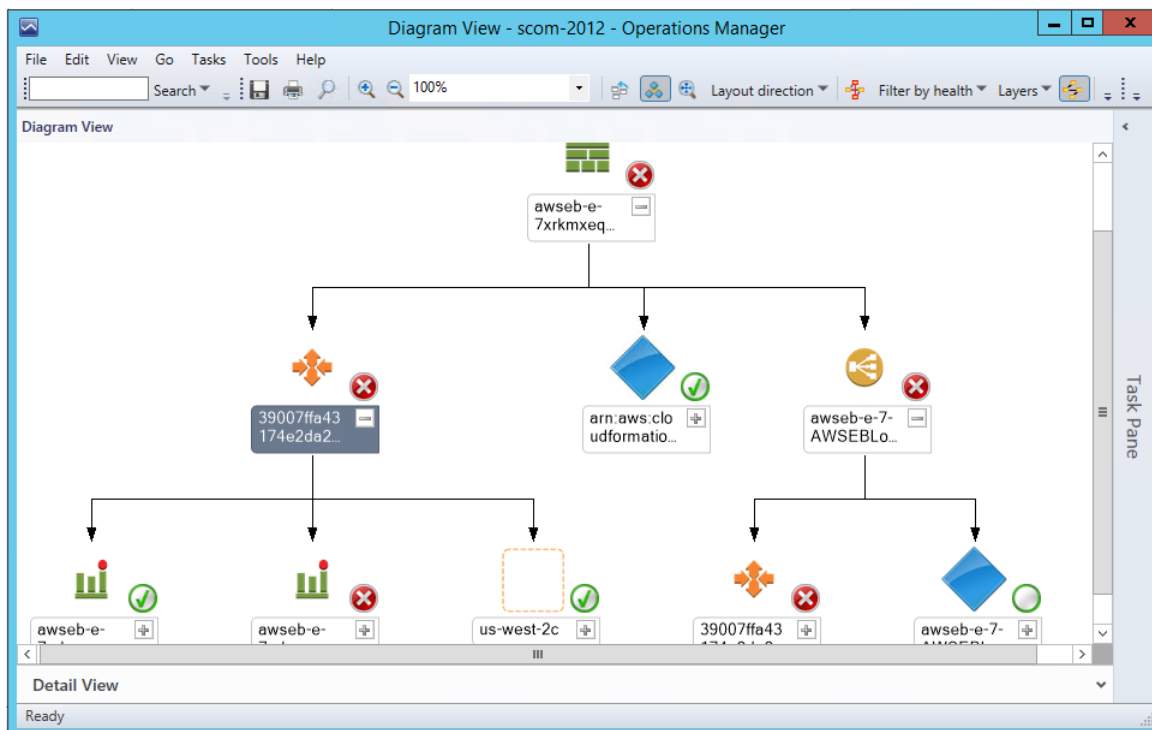 Diagram View - scom-2012 - Operations Manager
File Edit View Go Tasks Tools Help
Search 100% Layout direction Filter by health Layers
Diagram View
Task Pane
awseb-e-
7xrkmxeq...
39007ffa43
174e2da2...
arn:aws:clo
udformatio...
awseb-e-7-
AWSEBLo...
awseb-e-
awseb-e-
us-west-2c
39007ffa43
awseb-e-7-
Detail View
Ready